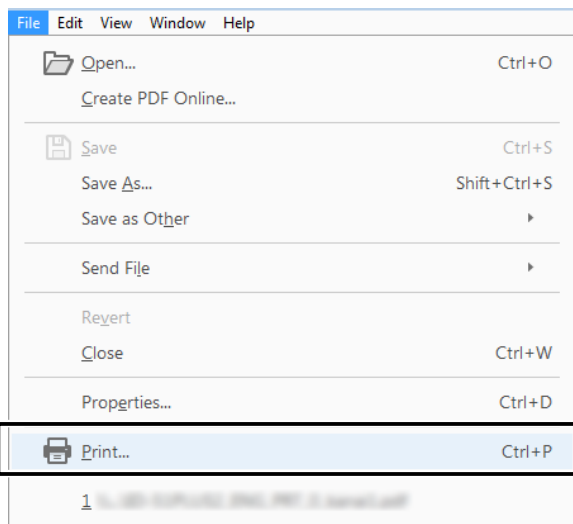 File Edit View Window Help
Open... Ctrl+O
Create PDF Online...
Save Ctrl+S
Save As... Shift+Ctrl+S
Save as Other
Send File
Revert
Close Ctrl+W
Properties... Ctrl+D
Print... Ctrl+P
1